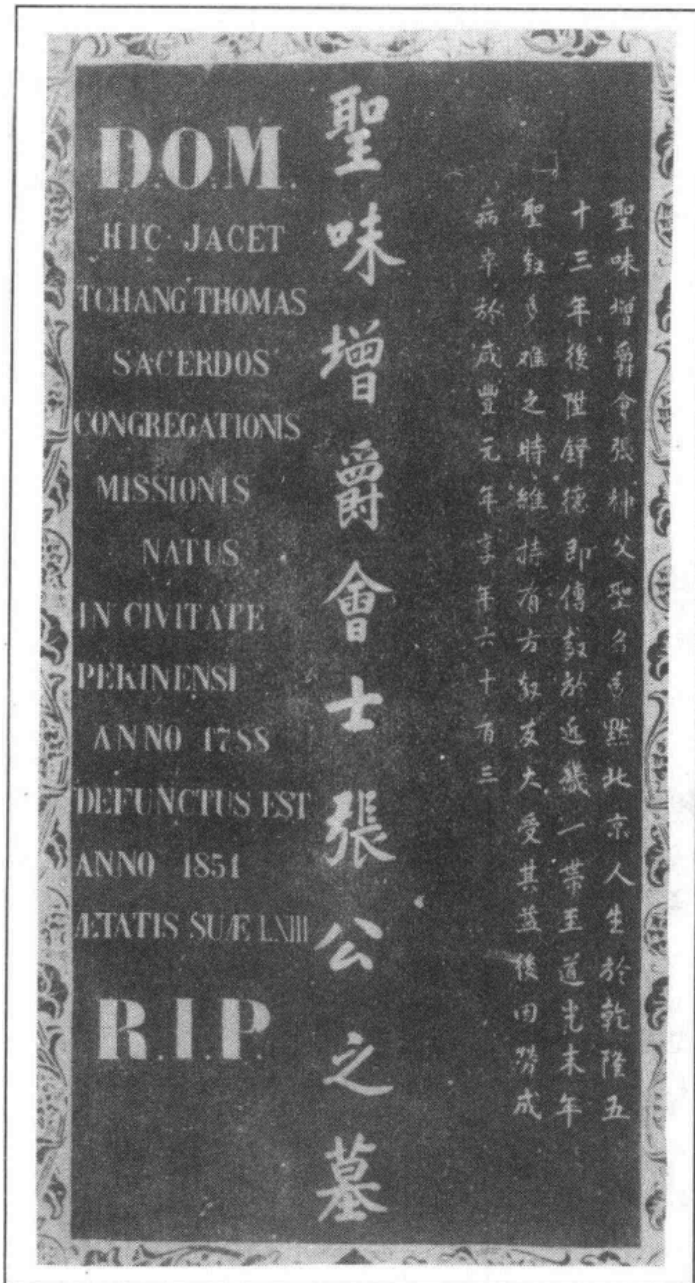 D.O.M.
HIC JACET
TCHANG THOMAS
SACERDOS
CONGREGATIONIS
MISSIONIS
NATUS
IN CIVITATE
PEKINENSI
ANNO 1788
DEFUNCTUS EST
ANNO 1851
ÆTATIS SUÆ LXIII
R.I.P.
聖味增爵會士張公之墓
聖味增爵會張神父聖名多默北京人生於乾隆五
十三年後陞鐸德即傳教於近畿一帶至道光末年
聖教多難之時維持有方教友大受其益後因勞成
病卒於咸豐元年享年六十有三